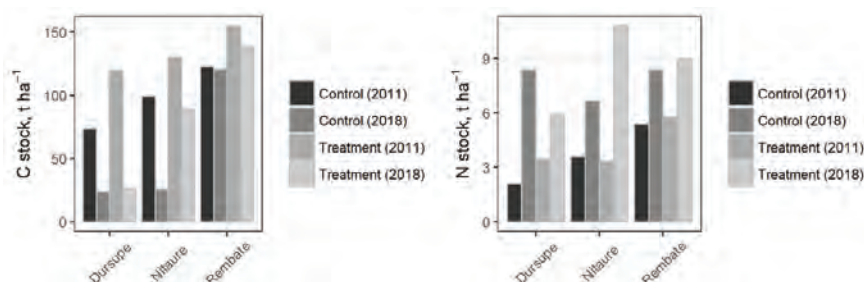 C stock, t ha⁻¹
150
100
50
0
Dursupe
Nitaure
Rembate
Control (2011)
Control (2018)
Treatment (2011)
Treatment (2018)
N stock, t ha⁻¹
9
6
3
0
Dursupe
Nitaure
Rembate
Control (2011)
Control (2018)
Treatment (2011)
Treatment (2018)